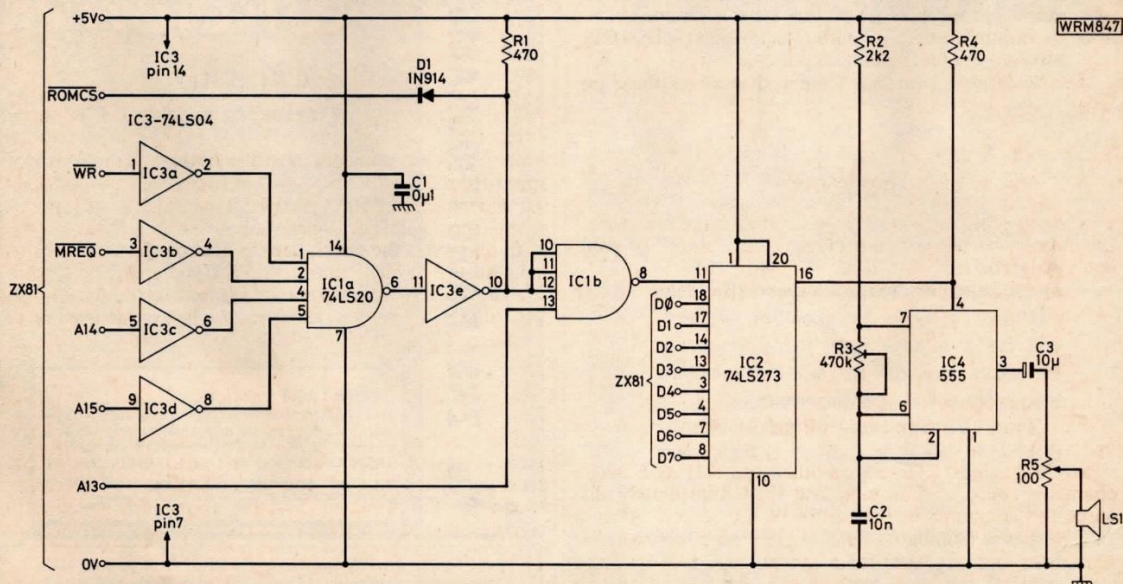 +5V
WRM847
IC3
pin 14
R1
470
R2
2k2
R4
470
D1
1N914
ROMCS
IC3-74LS04
WR
1
IC3a
2
C1
0µ1
MREQ
3
IC3b
4
14
1
2
4
5
IC1a
74LS20
6
7
11
IC3e
10
10
11
12
13
IC1b
8
ZX81
A14
5
IC3c
6
A15
9
IC3d
8
A13
1
20
11
16
18
17
14
13
3
4
7
8
10
IC2
74LS273
ZX81
DØ
D1
D2
D3
D4
D5
D6
D7
R3
470k
7
4
6
2
1
3
IC4
555
C3
10µ
C2
10n
R5
100
LS1
IC3
pin7
0V